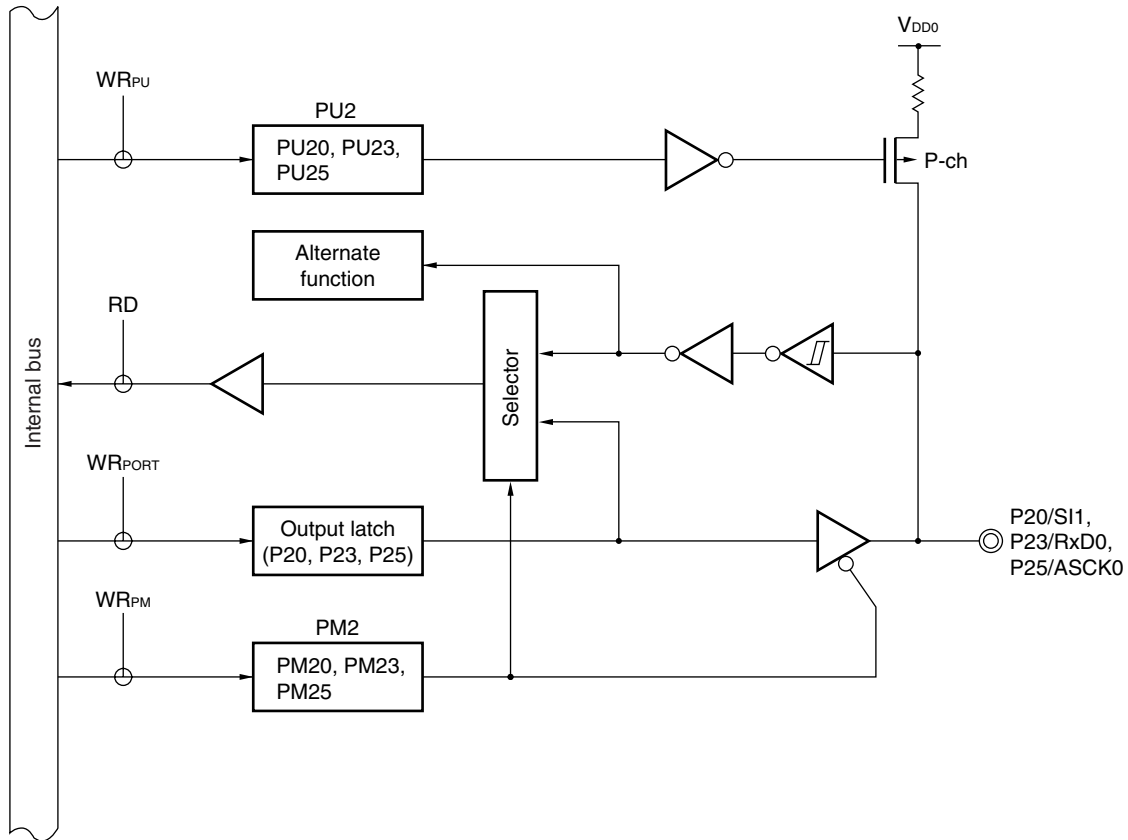 VDD0
WRPU
PU2
PU20, PU23,
PU25
P-ch
Alternate
function
RD
Selector
Internal bus
WRPORT
Output latch
(P20, P23, P25)
P20/SI1,
P23/RxD0,
P25/ASCK0
WRPM
PM2
PM20, PM23,
PM25